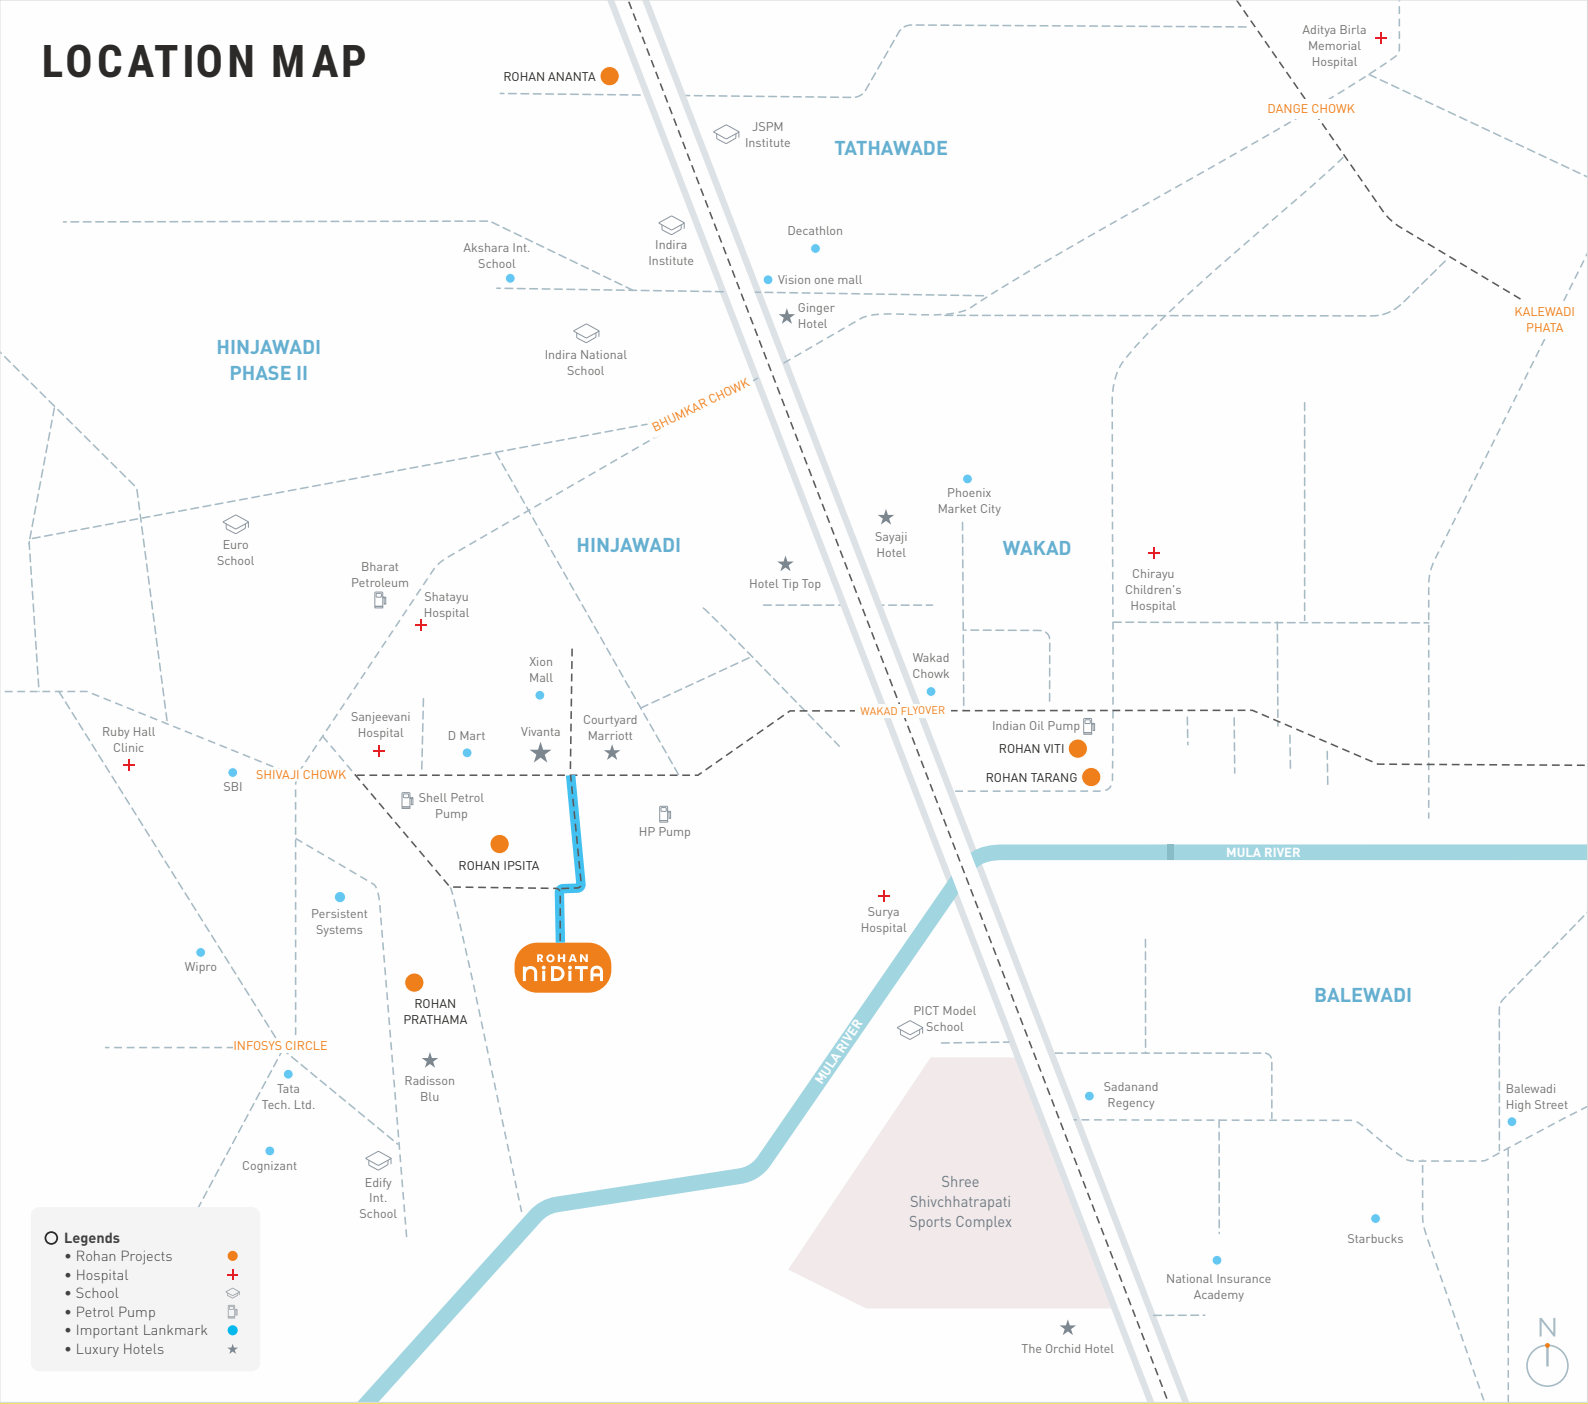 LOCATION MAP
ROHAN ANANTA
Aditya Birla
Memorial
Hospital
DANGE CHOWK
JSPM
Institute
TATHAWADE
Indira
Institute
Akshara Int.
School
Decathlon
Vision one mall
Ginger
Hotel
KALEWADI
PHATA
HINJAWADI
PHASE II
Indira National
School
BHUMKAR CHOWK
Phoenix
Market City
Sayaji
Hotel
WAKAD
Euro
School
HINJAWADI
Hotel Tip Top
Bharat
Petroleum
Shatayu
Hospital
Chirayu
Children's
Hospital
Xion
Mall
Wakad
Chowk
WAKAD FLYOVER
Ruby Hall
Clinic
Sanjeevani
Hospital
D Mart
Vivanta
Courtyard
Marriott
Indian Oil Pump
ROHAN VITI
ROHAN TARANG
SBI
SHIVAJI CHOWK
Shell Petrol
Pump
HP Pump
ROHAN IPSITA
MULA RIVER
Persistent
Systems
Surya
Hospital
Wipro
ROHAN
NiDiTA
ROHAN
PRATHAMA
BALEWADI
PICT Model
School
INFOSYS CIRCLE
MULA RIVER
Tata
Tech. Ltd.
Radisson
Blu
Sadanand
Regency
Balewadi
High Street
Cognizant
Edify
Int.
School
Shree
Shivchhatrapati
Sports Complex
Starbucks
National Insurance
Academy
The Orchid Hotel
Legends
• Rohan Projects
• Hospital
• School
• Petrol Pump
• Important Lankmark
• Luxury Hotels
N